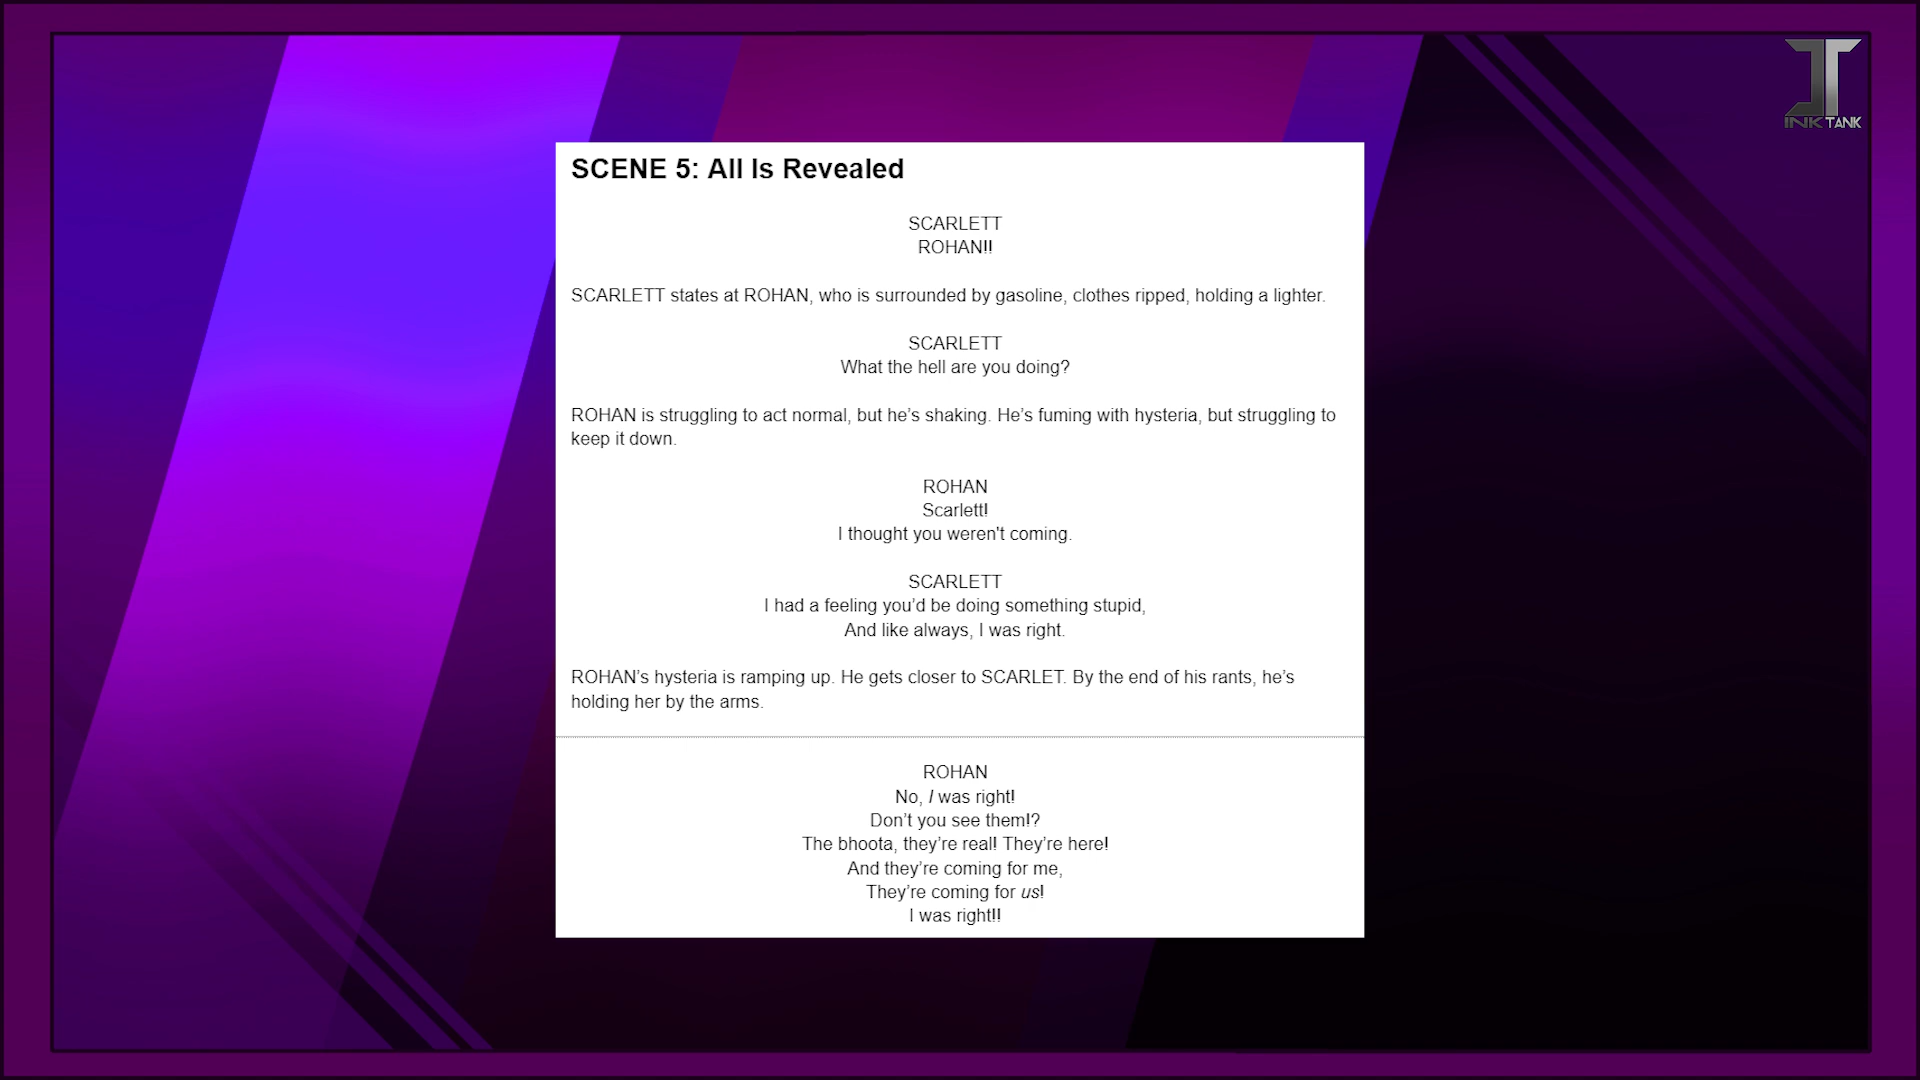 INK TANK
SCENE 5: All Is Revealed
SCARLETT
ROHAN!!
SCARLETT states at ROHAN, who is surrounded by gasoline, clothes ripped, holding a lighter.
SCARLETT
What the hell are you doing?
ROHAN is struggling to act normal, but he’s shaking. He’s fuming with hysteria, but struggling to
keep it down.
ROHAN
Scarlett!
I thought you weren't coming.
SCARLETT
I had a feeling you’d be doing something stupid,
And like always, I was right.
ROHAN’s hysteria is ramping up. He gets closer to SCARLET. By the end of his rants, he’s
holding her by the arms.
ROHAN
No, I was right!
Don’t you see them!?
The bhoota, they’re real! They’re here!
And they’re coming for me,
They’re coming for us!
I was right!!